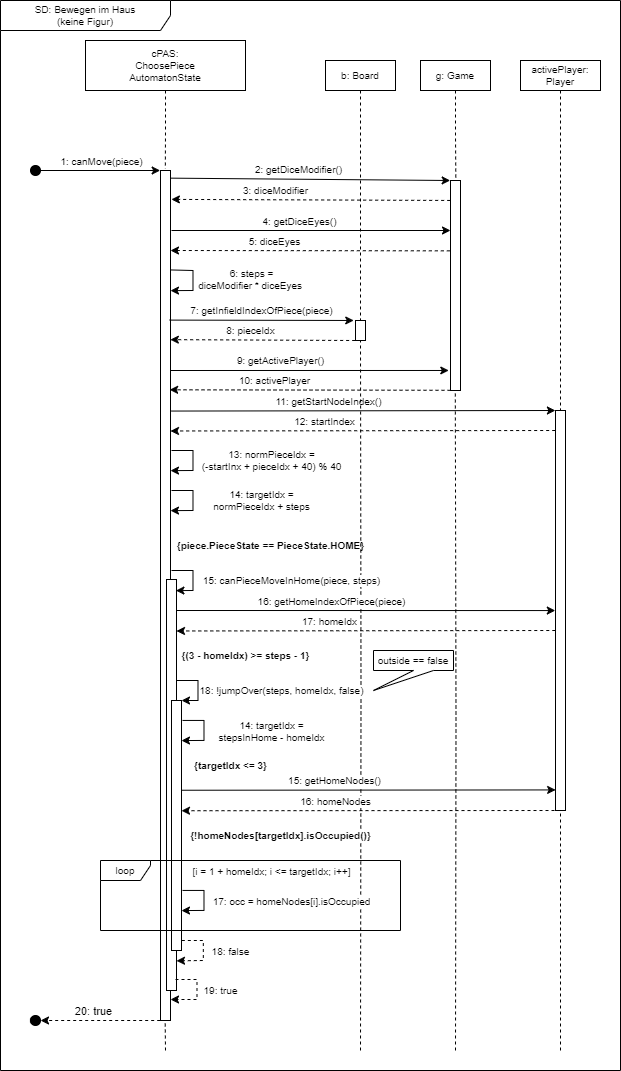 SD: Bewegen im Haus
(keine Figur)
cPAS:
ChoosePiece
AutomatonState
b: Board
g: Game
activePlayer:
Player
1: canMove(piece)
2: getDiceModifier()
3: diceModifier
4: getDiceEyes()
5: diceEyes
6: steps =
diceModifier * diceEyes
7: getInfieldIndexOfPiece(piece)
8: pieceIdx
9: getActivePlayer()
10: activePlayer
11: getStartNodeIndex()
12: startIndex
13: normPieceIdx =
(-startInx + pieceIdx + 40) % 40
14: targetIdx =
normPieceIdx + steps
{piece.PieceState == PieceState.HOME}
15: canPieceMoveInHome(piece, steps)
16: getHomeIndexOfPiece(piece)
17: homeIdx
{(3 - homeIdx) >= steps - 1}
outside == false
18: !jumpOver(steps, homeIdx, false)
14: targetIdx =
stepsInHome - homeIdx
{targetIdx <= 3}
15: getHomeNodes()
16: homeNodes
{!homeNodes[targetIdx].isOccupied()}
loop
[i = 1 + homeIdx; i <= targetIdx; i++]
17: occ = homeNodes[i].isOccupied
18: false
19: true
20: true